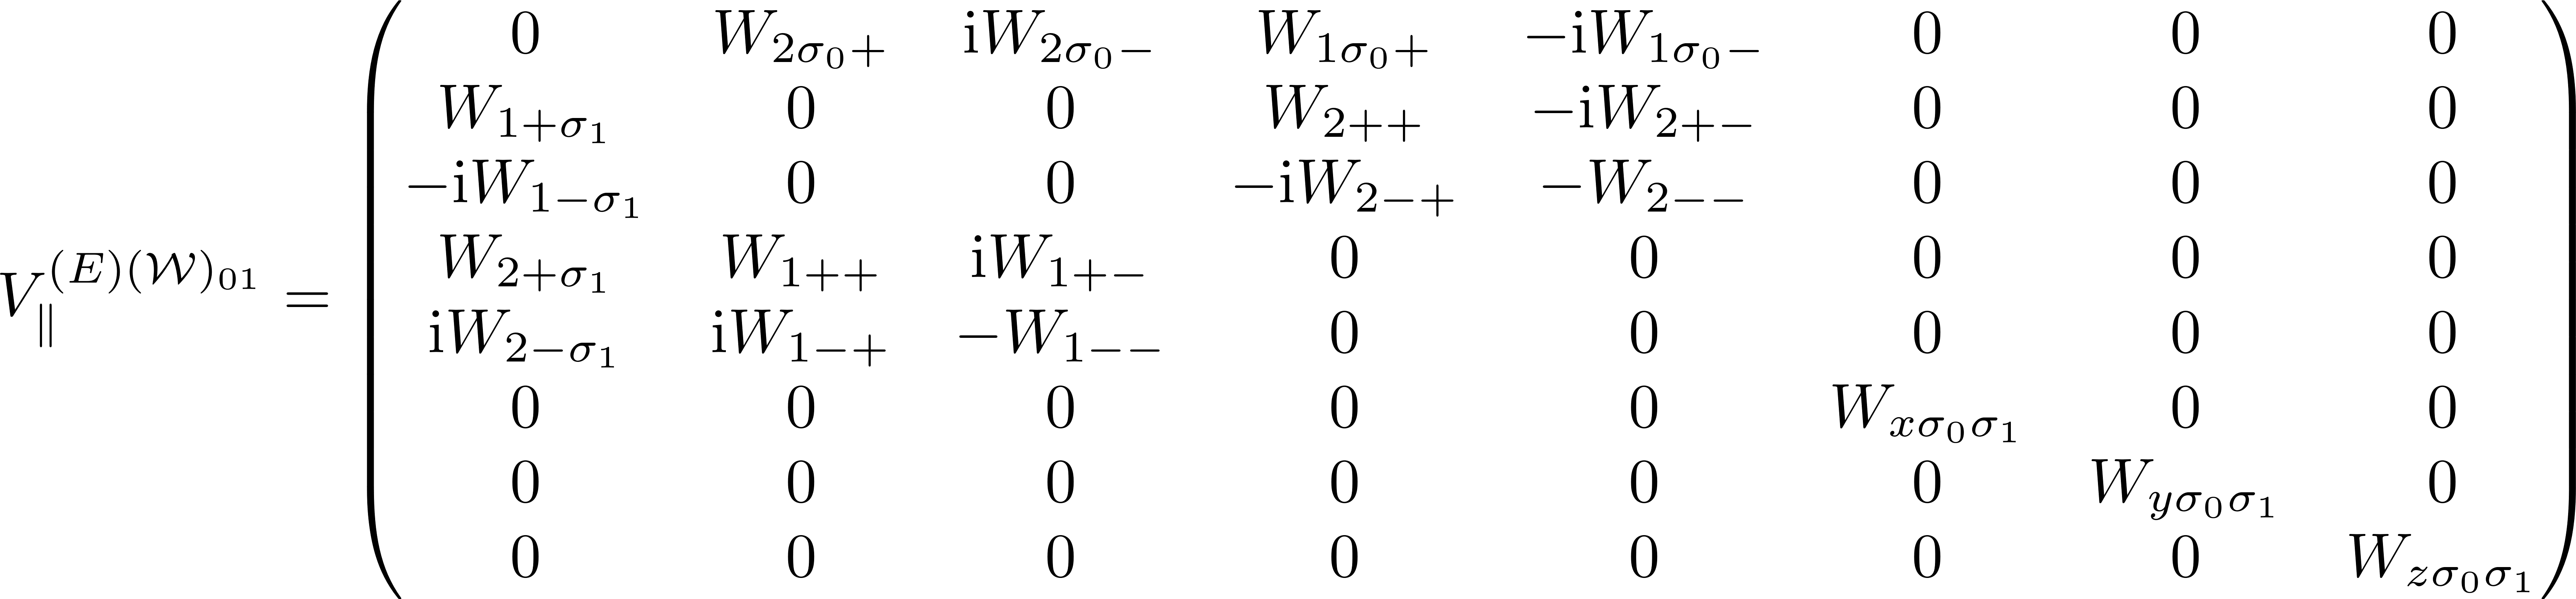 $$V_{\parallel}^{(E)(\mathcal{W})_{01}} = \begin{pmatrix}
0 & W_{2\sigma_0+} & \mathrm{i}W_{2\sigma_0-} & W_{1\sigma_0+} & -\mathrm{i}W_{1\sigma_0-} & 0 & 0 & 0 \\
W_{1+\sigma_1} & 0 & 0 & W_{2++} & -\mathrm{i}W_{2+-} & 0 & 0 & 0 \\
-\mathrm{i}W_{1-\sigma_1} & 0 & 0 & -\mathrm{i}W_{2-+} & -W_{2--} & 0 & 0 & 0 \\
W_{2+\sigma_1} & W_{1++} & \mathrm{i}W_{1+-} & 0 & 0 & 0 & 0 & 0 \\
\mathrm{i}W_{2-\sigma_1} & \mathrm{i}W_{1-+} & -W_{1--} & 0 & 0 & 0 & 0 & 0 \\
0 & 0 & 0 & 0 & 0 & W_{x\sigma_0\sigma_1} & 0 & 0 \\
0 & 0 & 0 & 0 & 0 & 0 & W_{y\sigma_0\sigma_1} & 0 \\
0 & 0 & 0 & 0 & 0 & 0 & 0 & W_{z\sigma_0\sigma_1}
\end{pmatrix}$$